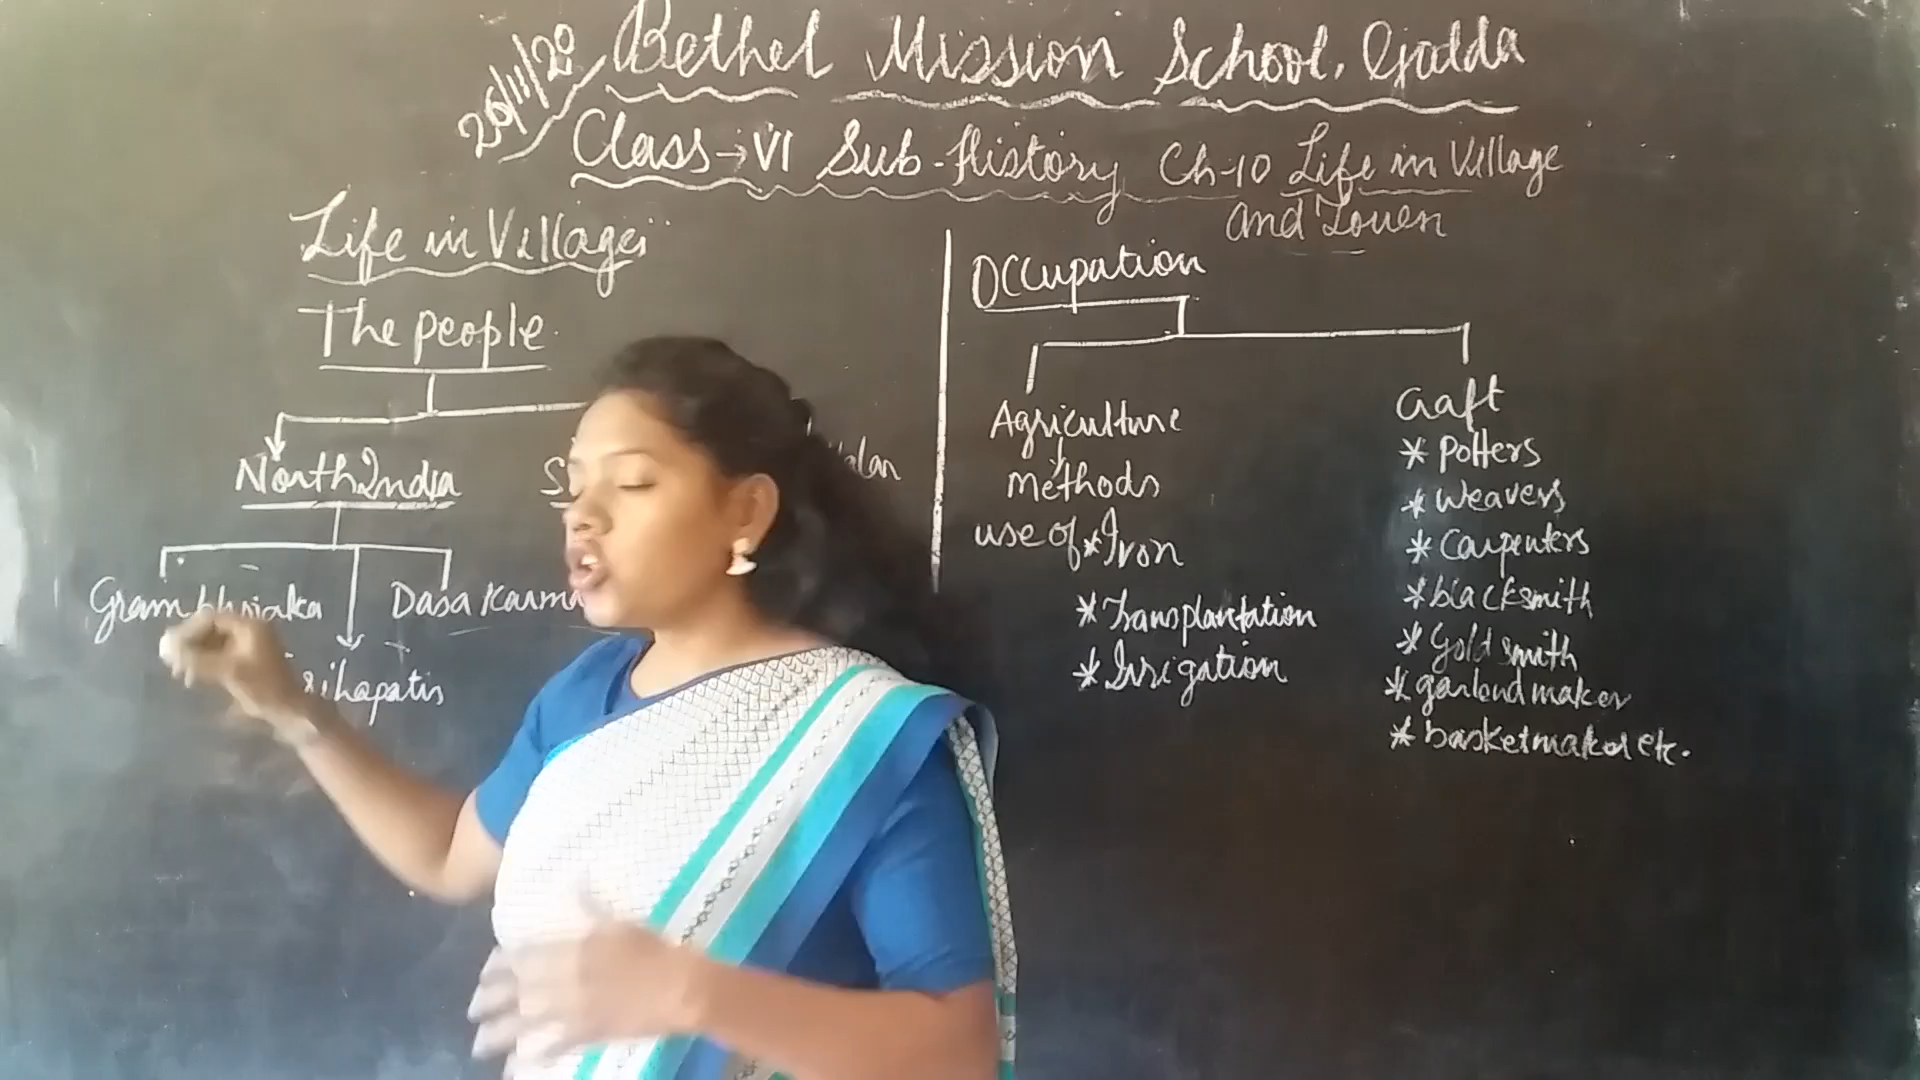 26/11/20
Bethel Mission School, Godda
Class → VI Sub-History Ch-10 Life in Village
and Town
Life in Villages
The people
North India
Dasa Karma
Occupation
Agriculture
methods
use of * Iron
* Transplantation
* Irrigation
Craft
* Potters
* Weavers
* Carpenters
* blacksmith
* Gold smith
* garland maker
* basketmaker etc.